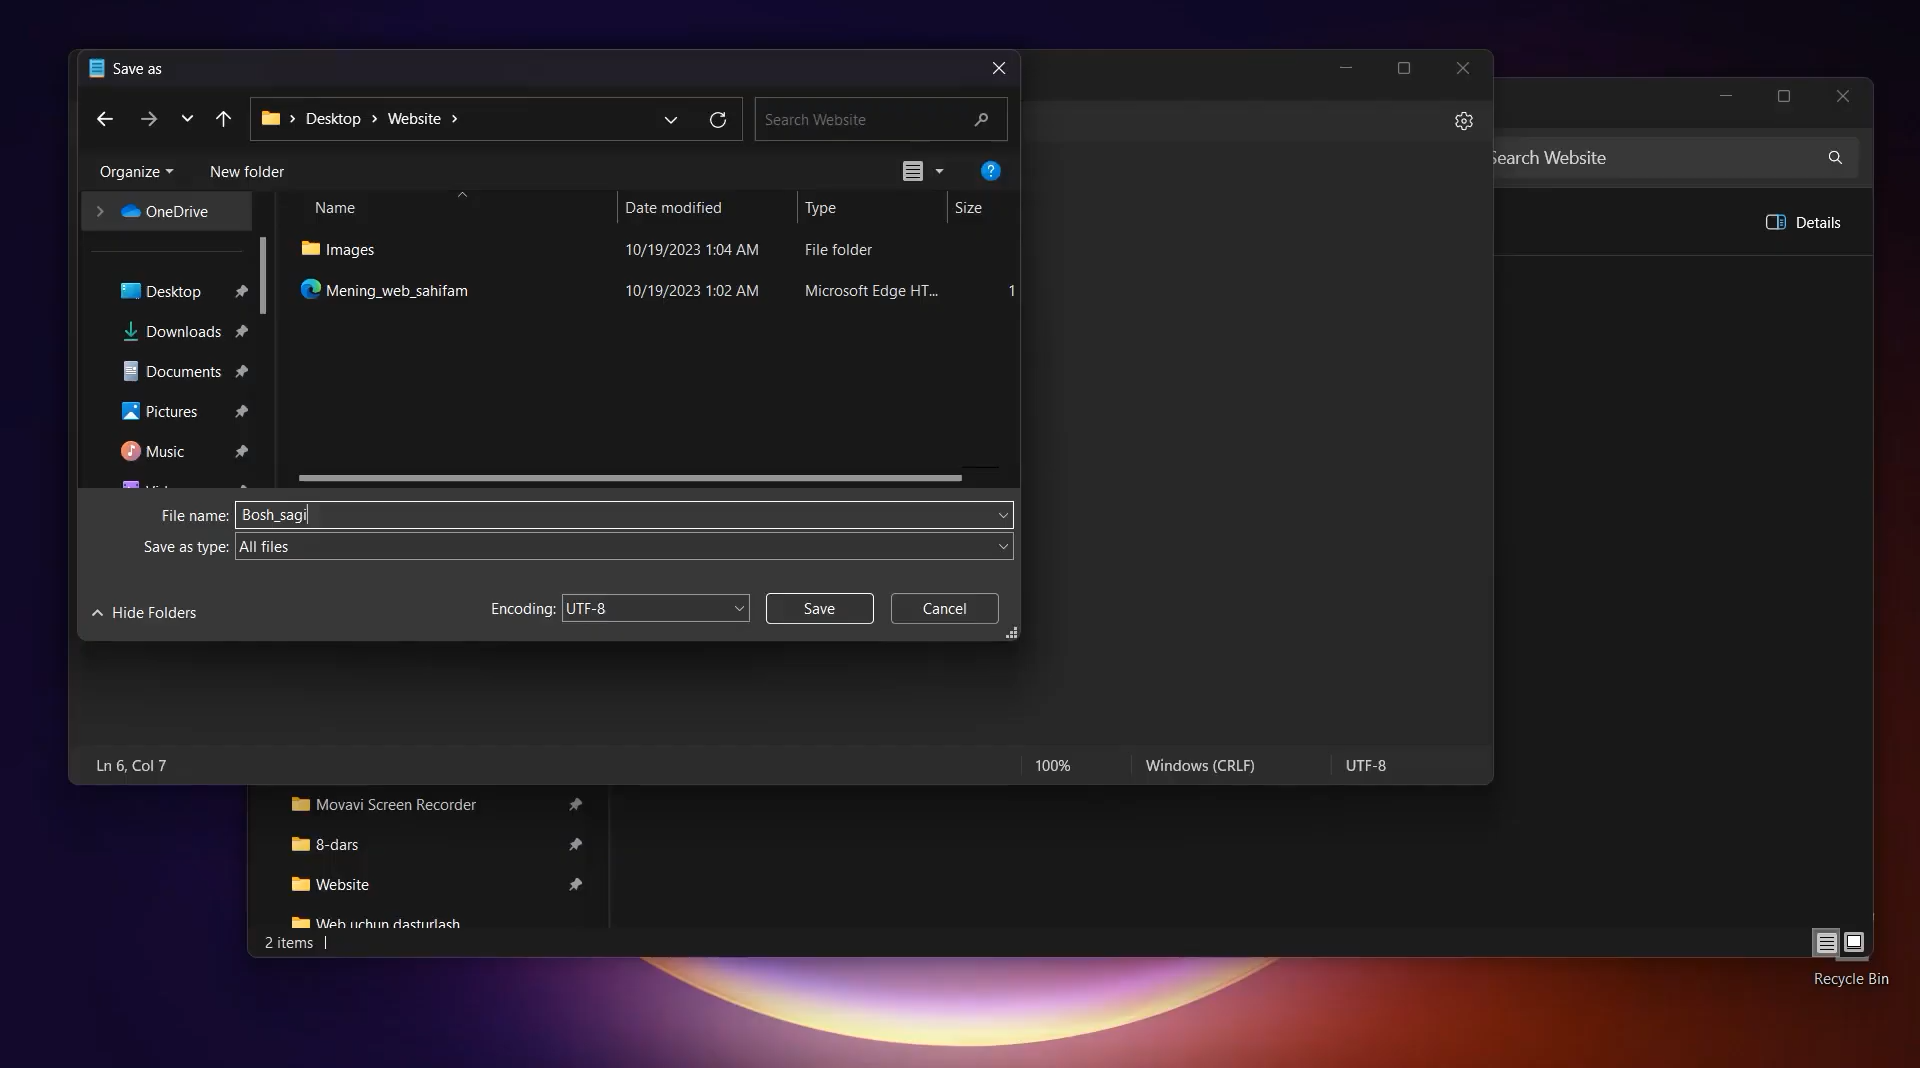 Save as
Desktop > Website >
Search Website
Organize
New folder
?
OneDrive
Desktop
Downloads
Documents
Pictures
Music
Name
Date modified
Type
Size
Images
10/19/2023 1:04 AM
File folder
Mening_web_sahifam
10/19/2023 1:02 AM
Microsoft Edge HT...
1
File name:
Bosh_sagi
Save as type:
All files
Hide Folders
Encoding:
UTF-8
Save
Cancel
Search Website
Details
Ln 6, Col 7
100%
Windows (CRLF)
UTF-8
Movavi Screen Recorder
8-dars
Website
Web uchun dasturlash
2 items
Recycle Bin